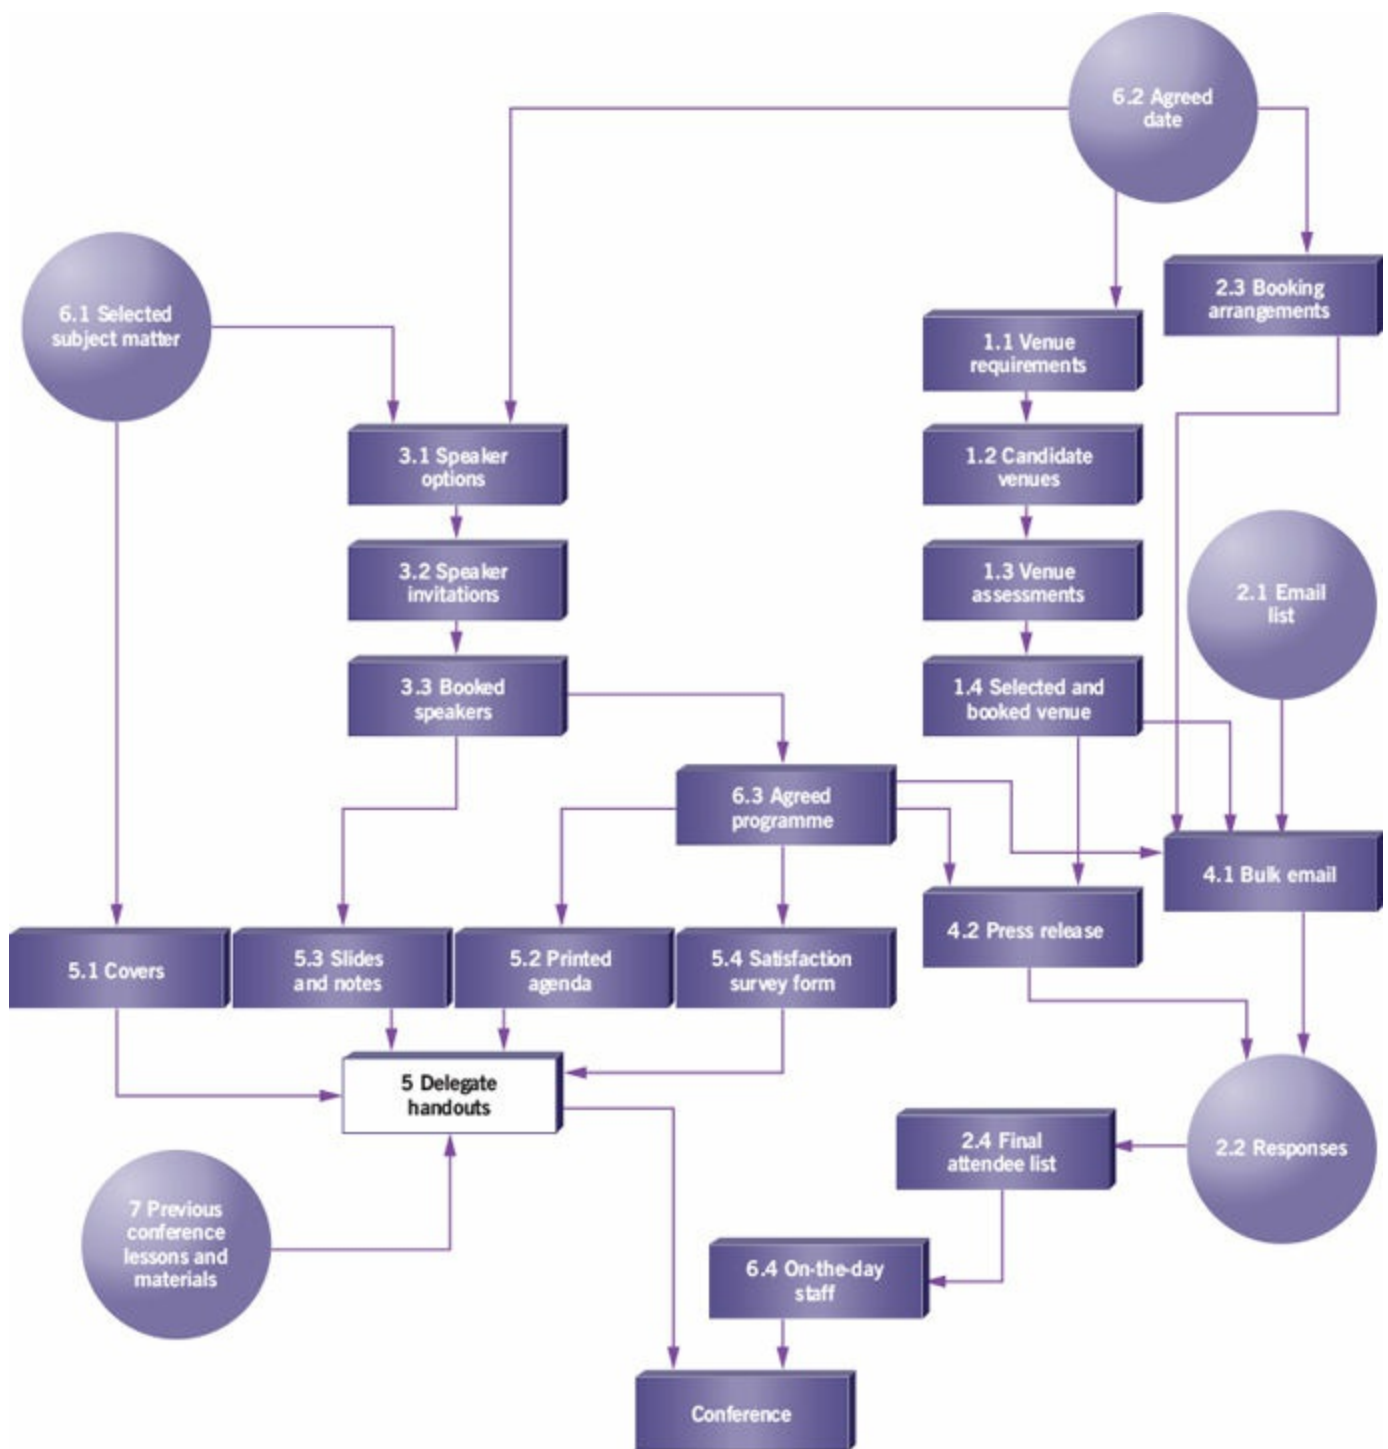 6.2 Agreed
date
6.1 Selected
subject matter
2.3 Booking
arrangements
1.1 Venue
requirements
3.1 Speaker
options
1.2 Candidate
venues
3.2 Speaker
invitations
1.3 Venue
assessments
2.1 Email
list
3.3 Booked
speakers
1.4 Selected and
booked venue
6.3 Agreed
programme
4.1 Bulk email
4.2 Press release
5.1 Covers
5.3 Slides
and notes
5.2 Printed
agenda
5.4 Satisfaction
survey form
5 Delegate
handouts
2.4 Final
attendee list
2.2 Responses
7 Previous
conference
lessons and
materials
6.4 On-the-day
staff
Conference